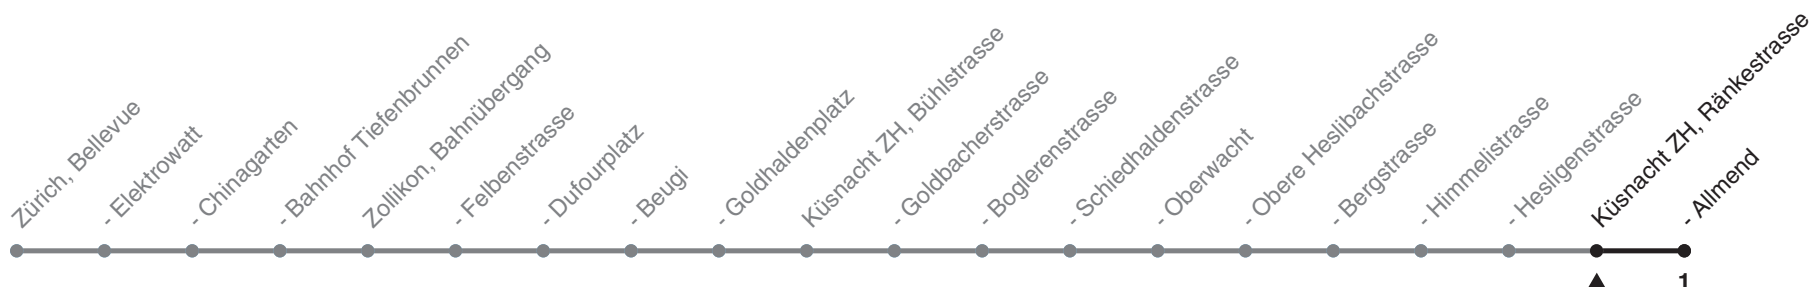 Zürich, Bellevue
- Elektrowatt
- Chinagarten
- Bahnhof Tiefenbrunnen
Zollikon, Bahnübergang
- Felbenstrasse
- Dufourplatz
- Beugi
- Goldhaldenplatz
Küsnacht ZH, Bühlstrasse
- Goldbacherstrasse
- Boglerenstrasse
- Schiedhaldenstrasse
- Oberwacht
- Obere Heslibachstrasse
- Bergstrasse
- Himmelistrasse
- Hesligenstrasse
Küsnacht ZH, Ränkestrasse
- Allmend
1